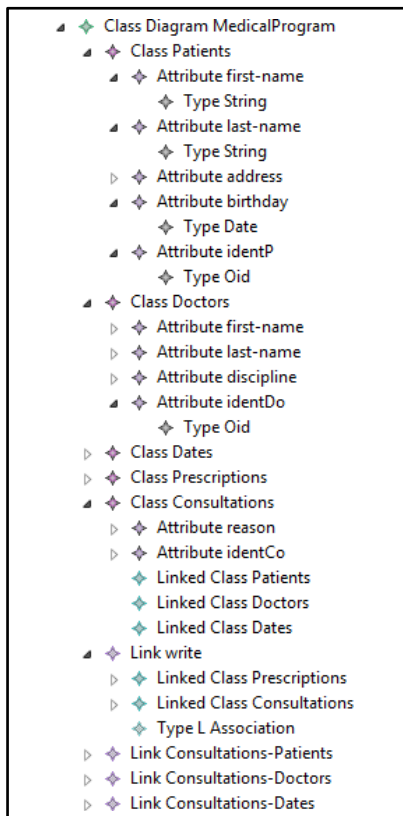 Class Diagram MedicalProgram
Class Patients
Attribute first-name
Type String
Attribute last-name
Type String
Attribute address
Attribute birthday
Type Date
Attribute identP
Type Oid
Class Doctors
Attribute first-name
Attribute last-name
Attribute discipline
Attribute identDo
Type Oid
Class Dates
Class Prescriptions
Class Consultations
Attribute reason
Attribute identCo
Linked Class Patients
Linked Class Doctors
Linked Class Dates
Link write
Linked Class Prescriptions
Linked Class Consultations
Type L Association
Link Consultations-Patients
Link Consultations-Doctors
Link Consultations-Dates